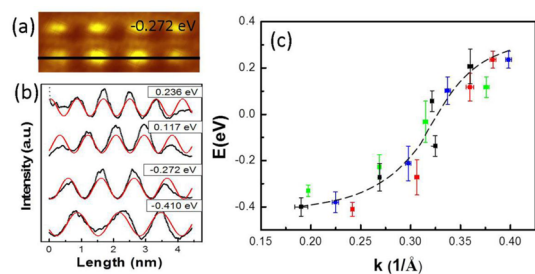 (a)
-0.272 eV
(b)
0.236 eV
0.117 eV
-0.272 eV
-0.410 eV
Intensity (a.u.)
0 1 2 3 4
Length (nm)
(c)
E(eV)
0.4
0.2
0.0
-0.2
-0.4
0.15 0.20 0.25 0.30 0.35 0.40
k (1/Å)